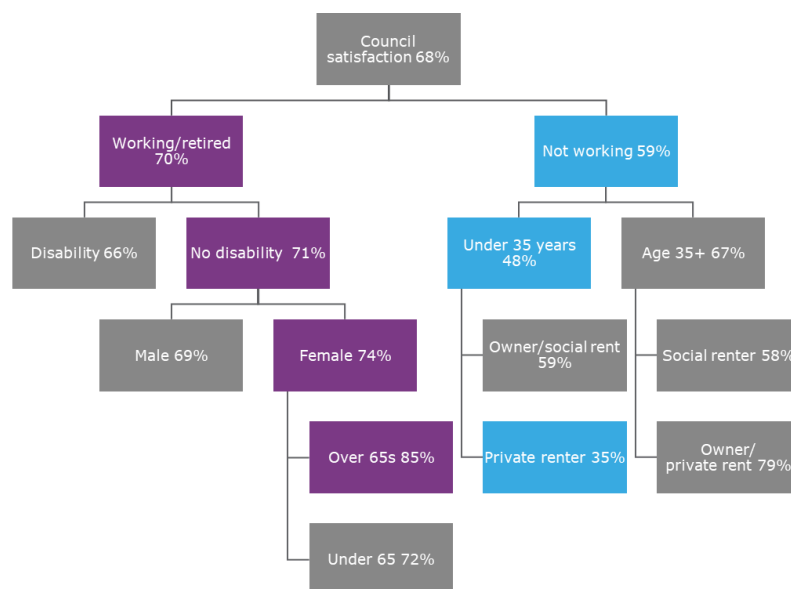 Council
satisfaction 68%
Working/retired
70%
Not working 59%
Disability 66%
No disability 71%
Under 35 years
48%
Age 35+ 67%
Male 69%
Female 74%
Owner/social rent
59%
Social renter 58%
Over 65s 85%
Private renter 35%
Owner/
private rent 79%
Under 65 72%